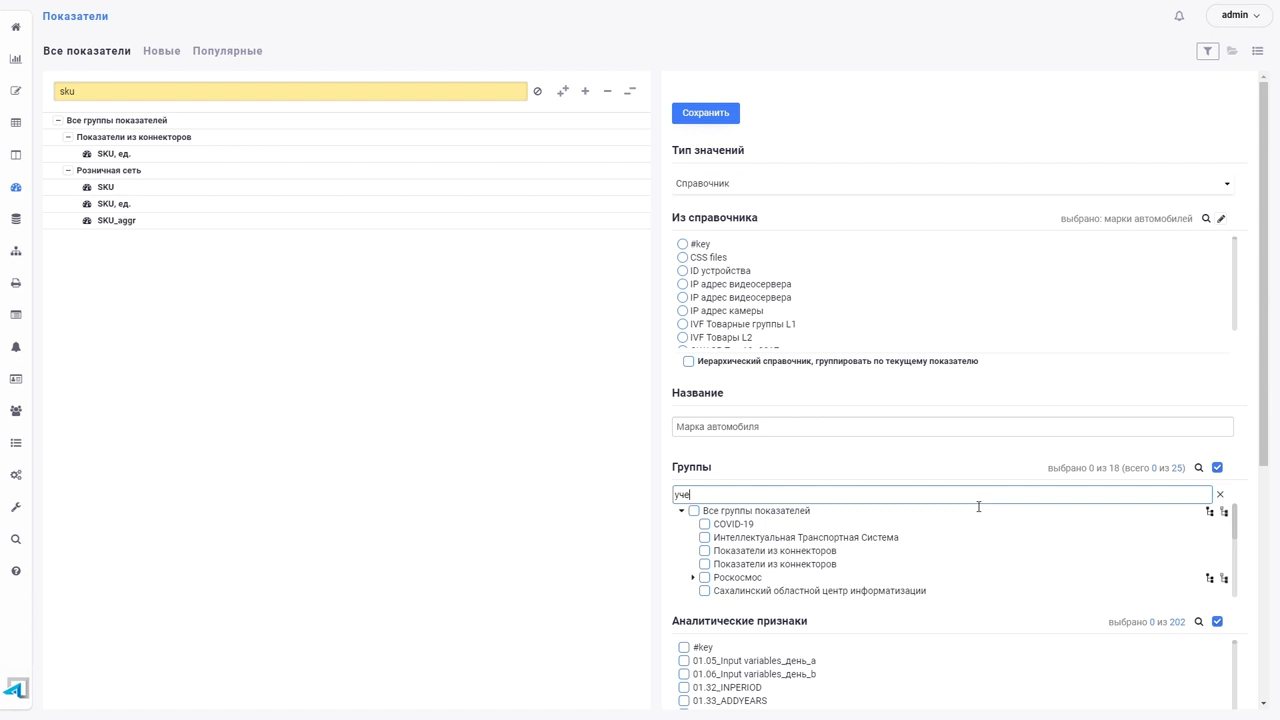 Показатели
admin
Все показатели Новые Популярные
sku
Все группы показателей
Показатели из коннекторов
SKU, ед.
Розничная сеть
SKU
SKU, ед.
SKU_aggr
Сохранить
Тип значений
Справочник
Из справочника
выбрано: марки автомобилей
#key
CSS files
ID устройства
IP адрес видеосервера
IP адрес видеосервера
IP адрес камеры
IVF Товарные группы L1
IVF Товары L2
Иерархический справочник, группировать по текущему показателю
Название
Марка автомобиля
Группы
выбрано 0 из 18 (всего 0 из 25)
уче
Все группы показателей
COVID-19
Интеллектуальная Транспортная Система
Показатели из коннекторов
Показатели из коннекторов
Роскосмос
Сахалинский областной центр информатизации
Аналитические признаки
выбрано 0 из 202
#key
01.05_Input variables_день_a
01.06_Input variables_день_b
01.32_INPERIOD
01.33_ADDYEARS